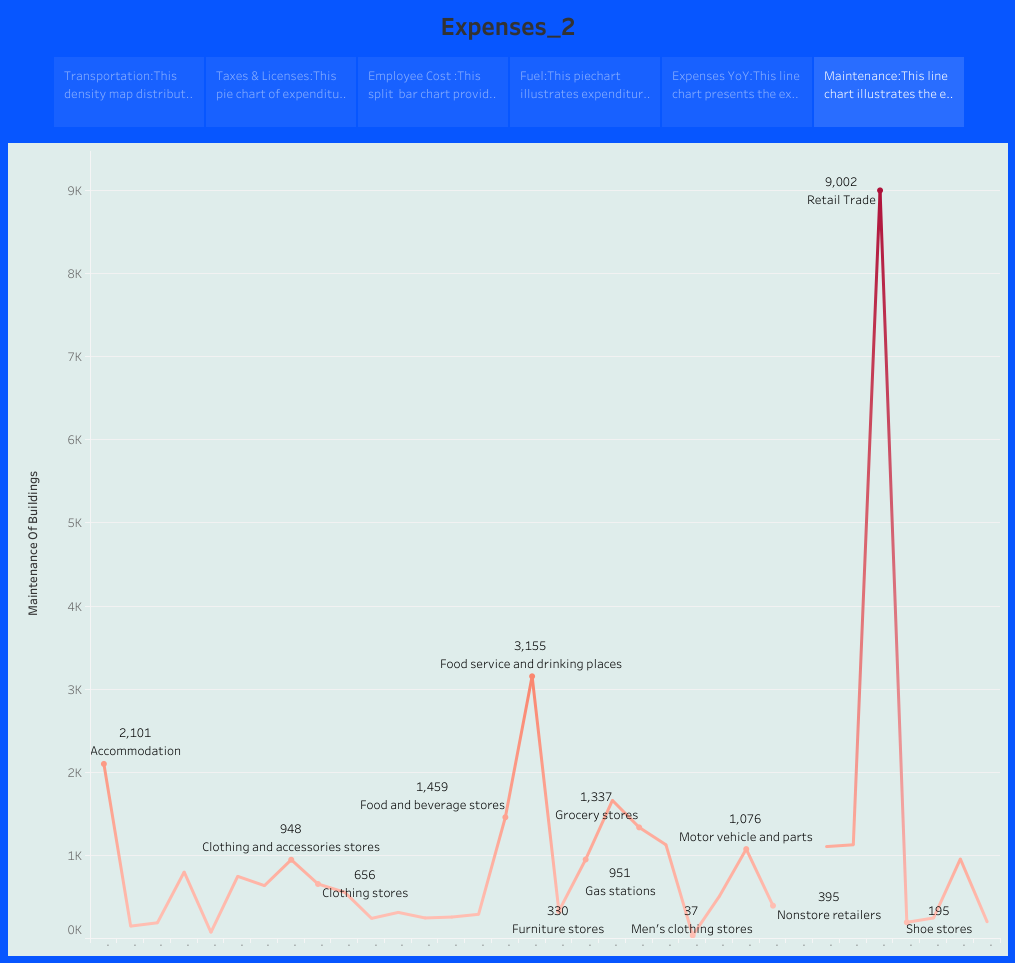 Expenses_2
Transportation:This
density map distribut..
Taxes & Licenses:This
pie chart of expenditu..
Employee Cost :This
split  bar chart provid..
Fuel:This piechart
illustrates expenditur..
Expenses YoY:This line
chart presents the ex..
Maintenance:This line
chart illustrates the e..
Maintenance Of Buildings
9K
8K
7K
6K
5K
4K
3K
2K
1K
0K
9,002
Retail Trade
3,155
Food service and drinking places
2,101
Accommodation
1,459
Food and beverage stores
1,337
Grocery stores
1,076
Motor vehicle and parts
948
Clothing and accessories stores
656
Clothing stores
951
Gas stations
395
Nonstore retailers
330
Furniture stores
37
Men's clothing stores
195
Shoe stores